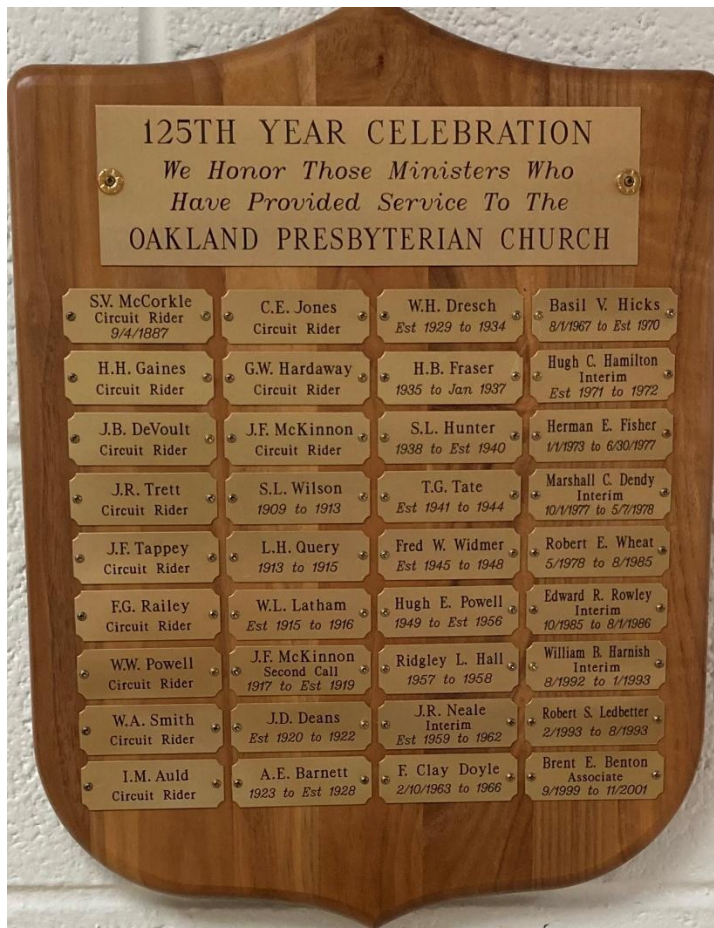 125TH YEAR CELEBRATION
We Honor Those Ministers Who
Have Provided Service To The
OAKLAND PRESBYTERIAN CHURCH
S.V. McCorkle
Circuit Rider
9/4/1887
H.H. Gaines
Circuit Rider
J.B. DeVoult
Circuit Rider
J.R. Trett
Circuit Rider
J.F. Tappey
Circuit Rider
F.G. Railey
Circuit Rider
W.W. Powell
Circuit Rider
W.A. Smith
Circuit Rider
I.M. Auld
Circuit Rider
C.E. Jones
Circuit Rider
G.W. Hardaway
Circuit Rider
J.F. McKinnon
Circuit Rider
S.L. Wilson
1909 to 1913
L.H. Query
1913 to 1915
W.L. Latham
Est 1915 to 1916
J.F. McKinnon
Second Call
1917 to Est 1919
J.D. Deans
Est 1920 to 1922
A.E. Barnett
1923 to Est 1928
W.H. Dresch
Est 1929 to 1934
H.B. Fraser
1935 to Jan 1937
S.L. Hunter
1938 to Est 1940
T.G. Tate
Est 1941 to 1944
Fred W. Widmer
Est 1945 to 1948
Hugh E. Powell
1949 to Est 1956
Ridgley L. Hall
1957 to 1958
J.R. Neale
Interim
Est 1959 to 1962
F. Clay Doyle
2/10/1963 to 1966
Basil V. Hicks
8/1/1967 to Est 1970
Hugh C. Hamilton
Interim
Est 1971 to 1972
Herman E. Fisher
1/1/1973 to 6/30/1977
Marshall C. Dendy
Interim
10/1/1977 to 5/7/1978
Robert E. Wheat
5/1978 to 8/1985
Edward R. Rowley
Interim
10/1985 to 8/1/1986
William B. Harnish
Interim
8/1992 to 1/1993
Robert S. Ledbetter
2/1993 to 8/1993
Brent E. Benton
Associate
9/1999 to 11/2001